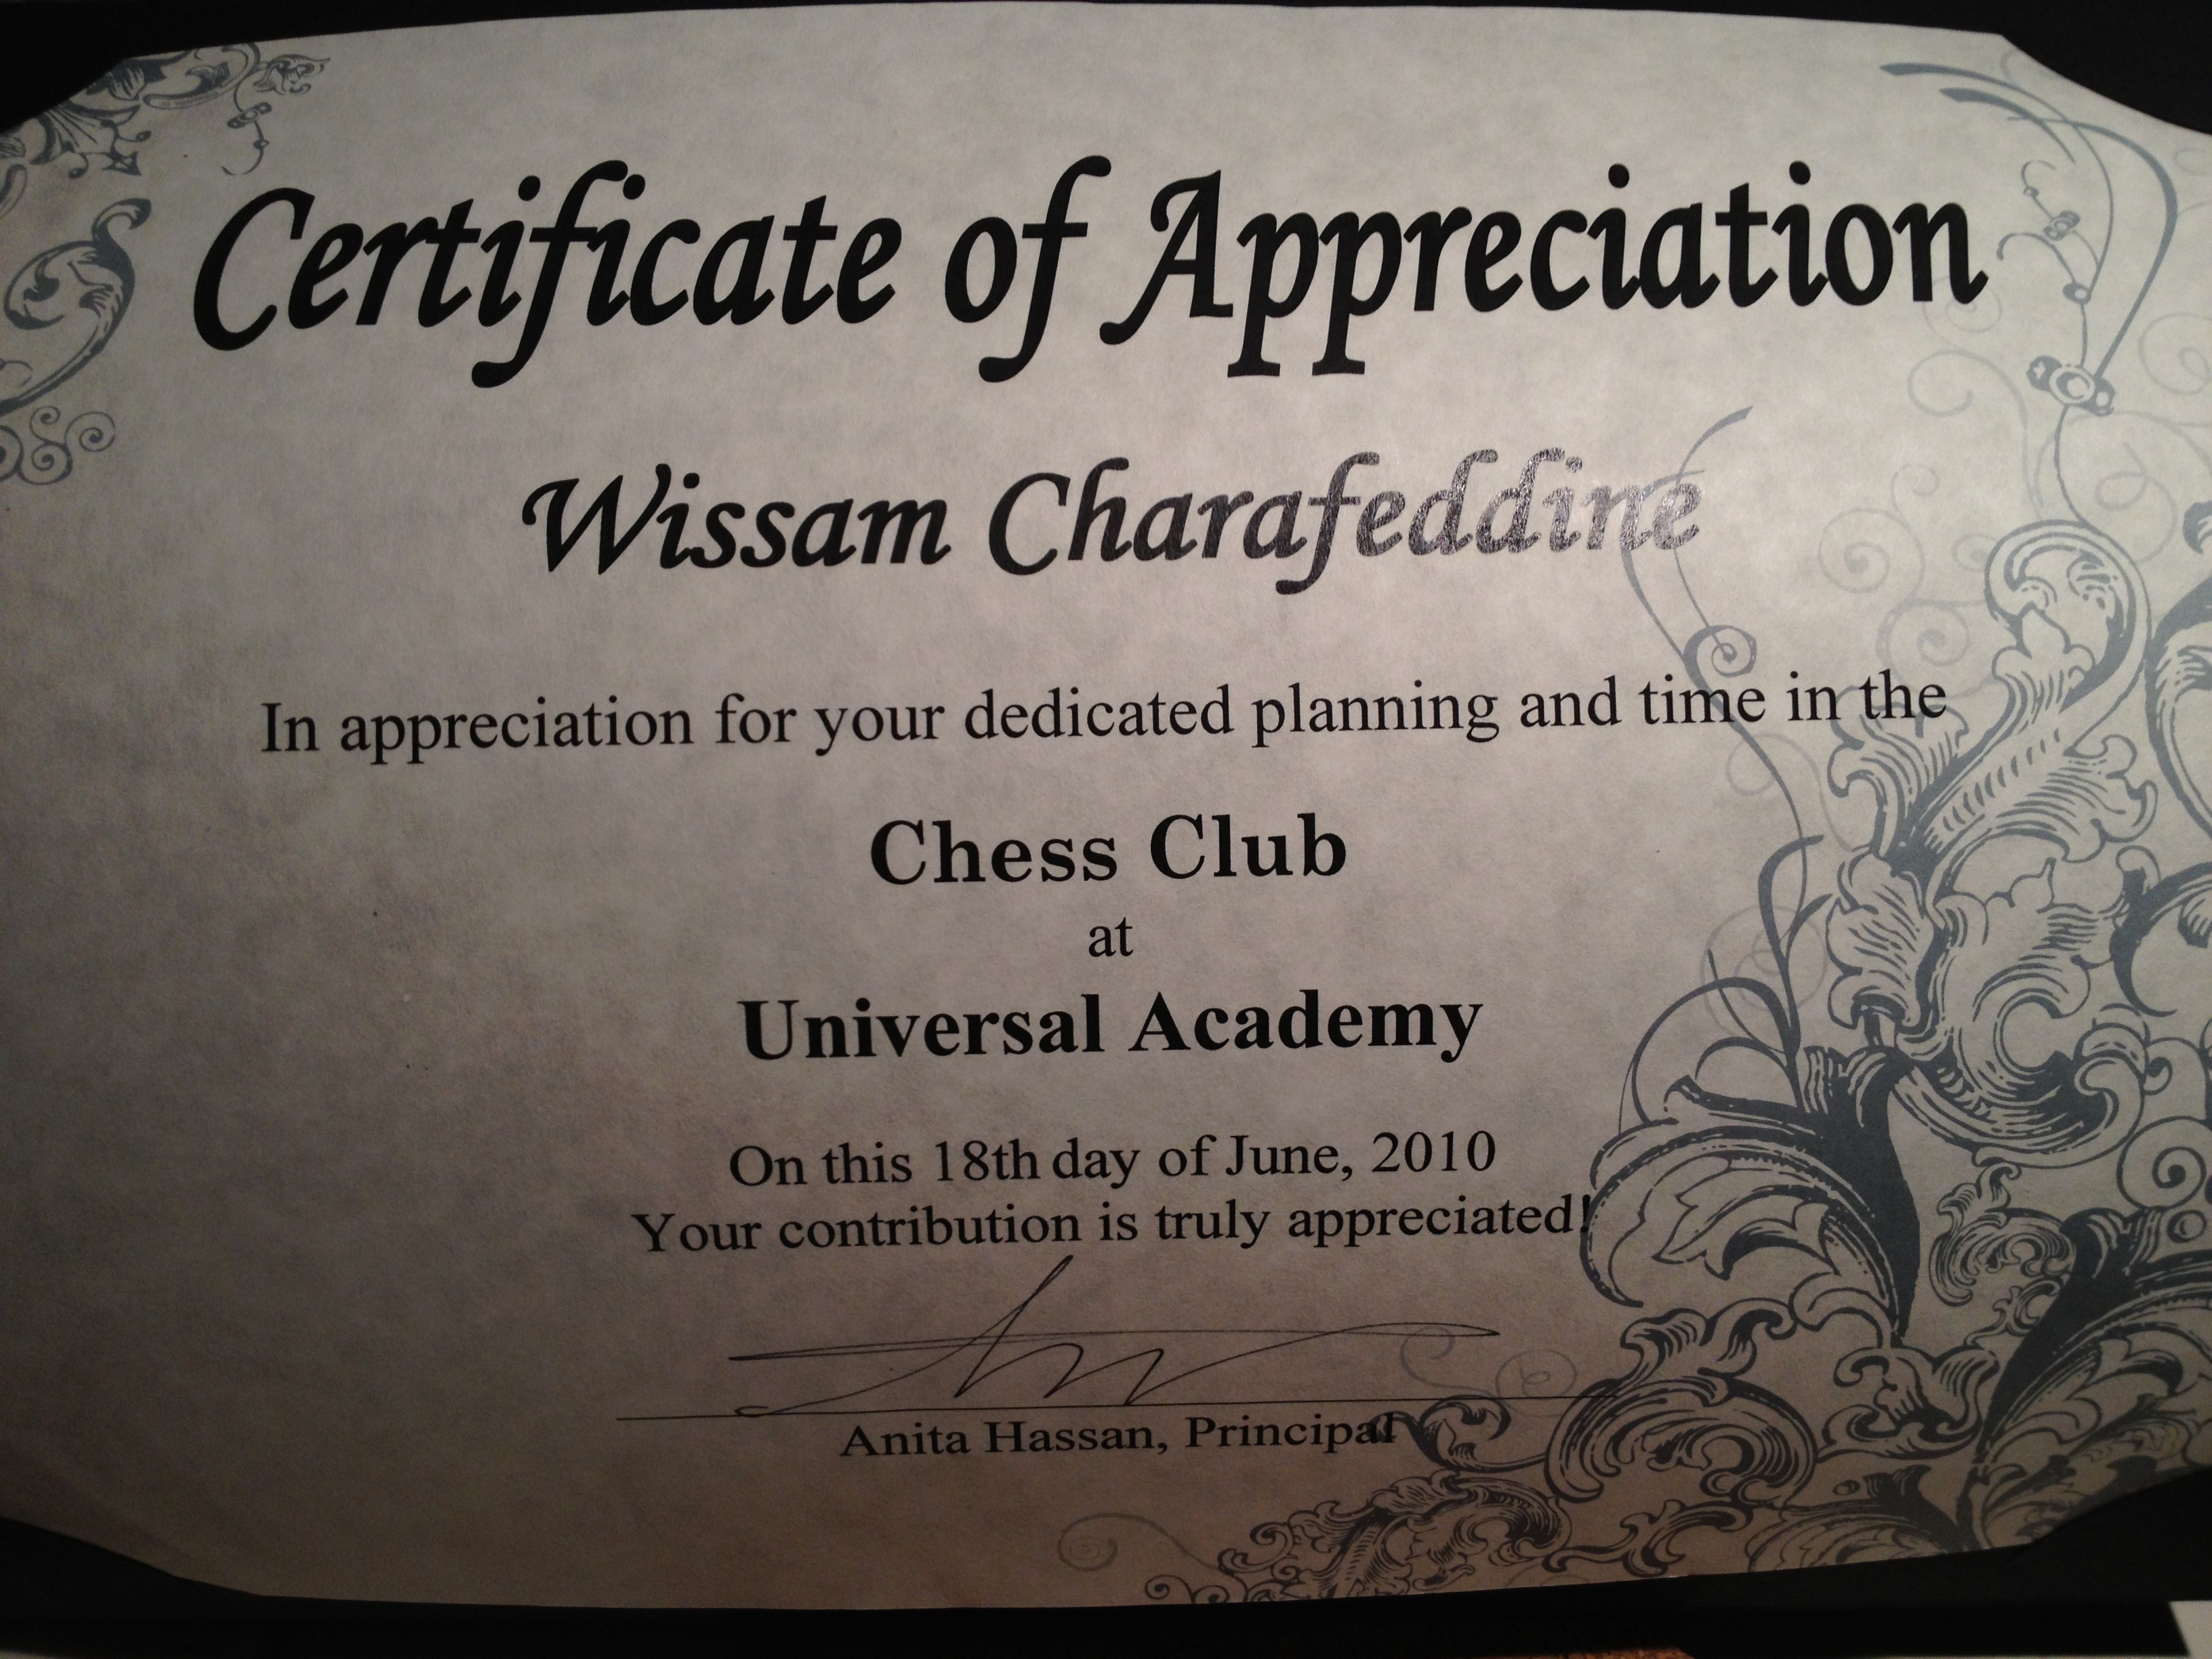 Certificate of Appreciation
Wissam Charafeddine
In appreciation for your dedicated planning and time in the
Chess Club
at
Universal Academy
On this 18th day of June, 2010
Your contribution is truly appreciated!
Anita Hassan, Principal